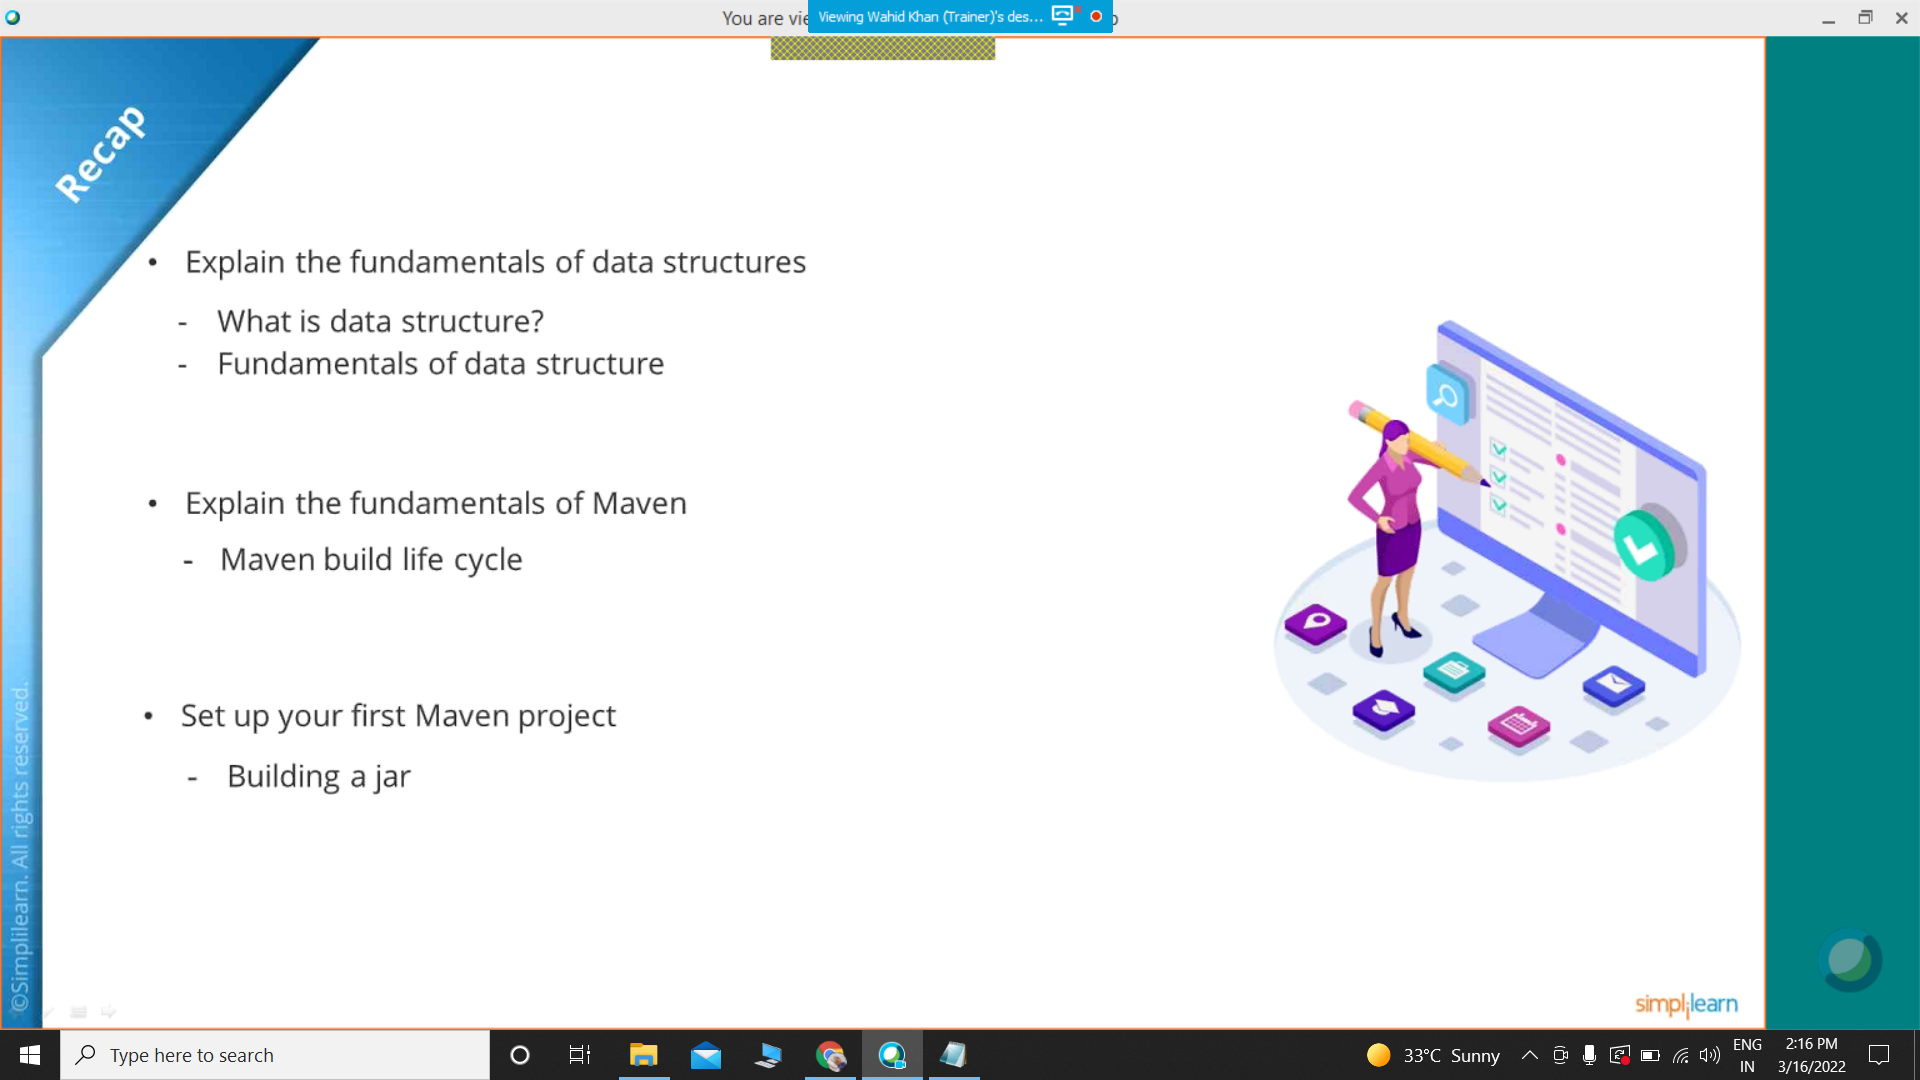 You are vie
Viewing Wahid Khan (Trainer)'s des...
Recap
• Explain the fundamentals of data structures
- What is data structure?
- Fundamentals of data structure
• Explain the fundamentals of Maven
- Maven build life cycle
• Set up your first Maven project
- Building a jar
©Simplilearn. All rights reserved.
simplilearn
Type here to search
33°C Sunny
ENG
IN
2:16 PM
3/16/2022